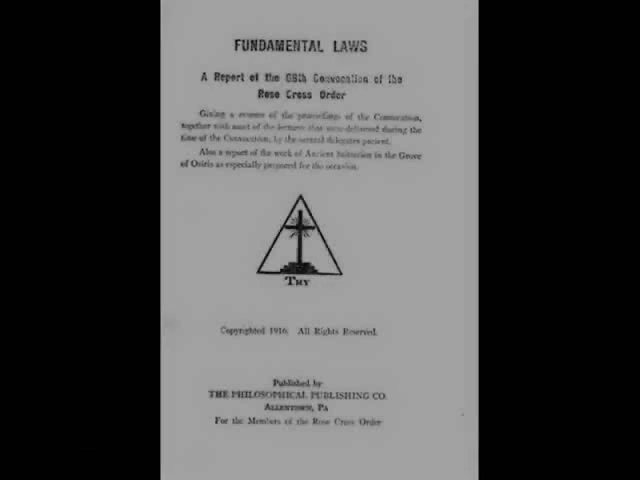 FUNDAMENTAL LAWS
A Report of the 68th Convocation of the
Rose Cross Order
Giving a resume of the proceedings of the Convocation,
together with most of the lectures that were delivered during the
time of the Convocation, by the several delegates present.
Also a report of the work of Ancient Initiation in the Grove
of Osiris as especially prepared for the occasion.
TRY
Copyrighted 1916. All Rights Reserved.
Published by
THE PHILOSOPHICAL PUBLISHING CO.
ALLENTOWN, PA
For the Members of the Rose Cross Order